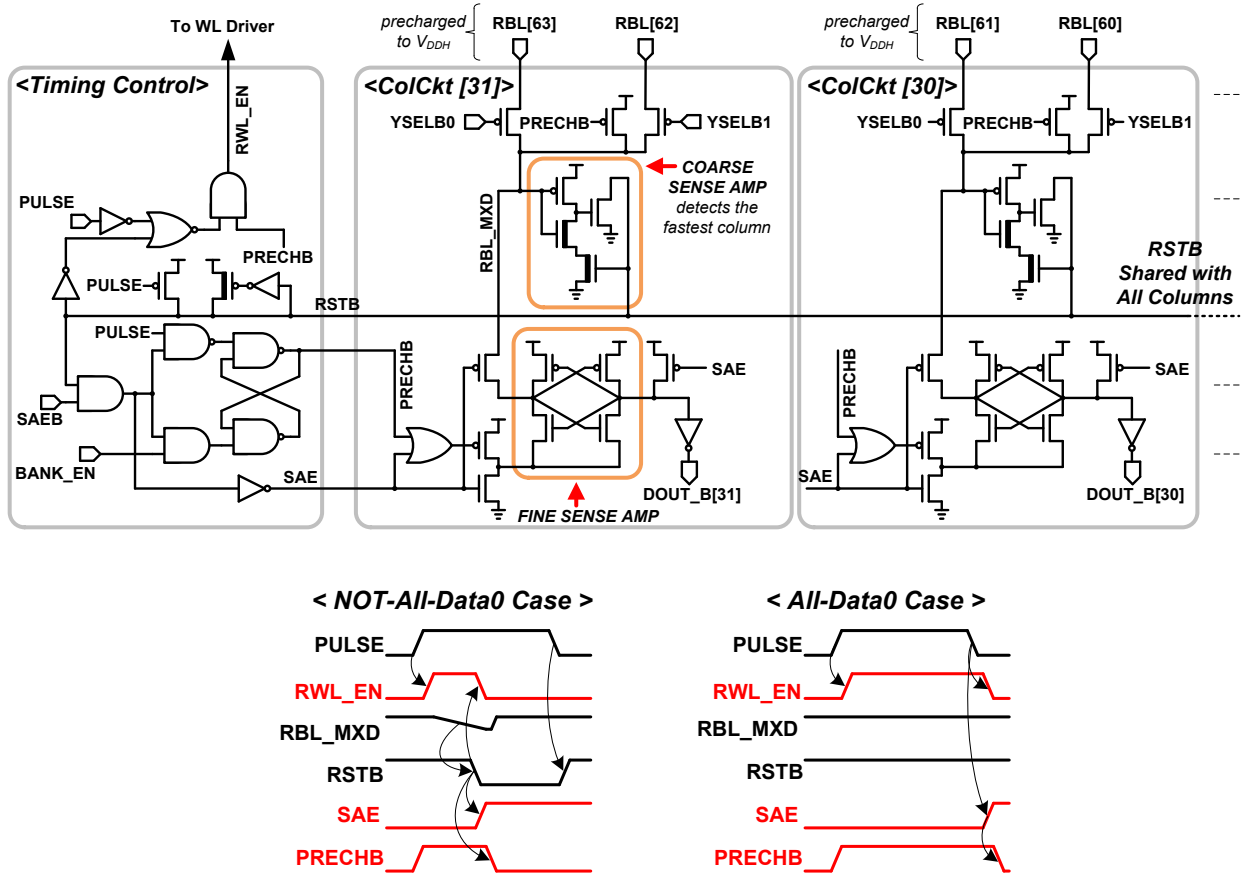 To WL Driver
<Timing Control>
RWL_EN
PULSE
PRECHB
PULSE
RSTB
PULSE
SAEB
BANK_EN
SAE
PRECHB
precharged
to VDDH
RBL[63]
RBL[62]
<ColCkt [31]>
YSELB0
PRECHB
YSELB1
COARSE
SENSE AMP
detects the
fastest column
RBL_MXD
SAE
DOUT_B[31]
FINE SENSE AMP
precharged
to VDDH
RBL[61]
RBL[60]
<ColCkt [30]>
YSELB0
PRECHB
YSELB1
RSTB
Shared with
All Columns
PRECHB
SAE
SAE
DOUT_B[30]
< NOT-All-Data0 Case >
PULSE
RWL_EN
RBL_MXD
RSTB
SAE
PRECHB
< All-Data0 Case >
PULSE
RWL_EN
RBL_MXD
RSTB
SAE
PRECHB